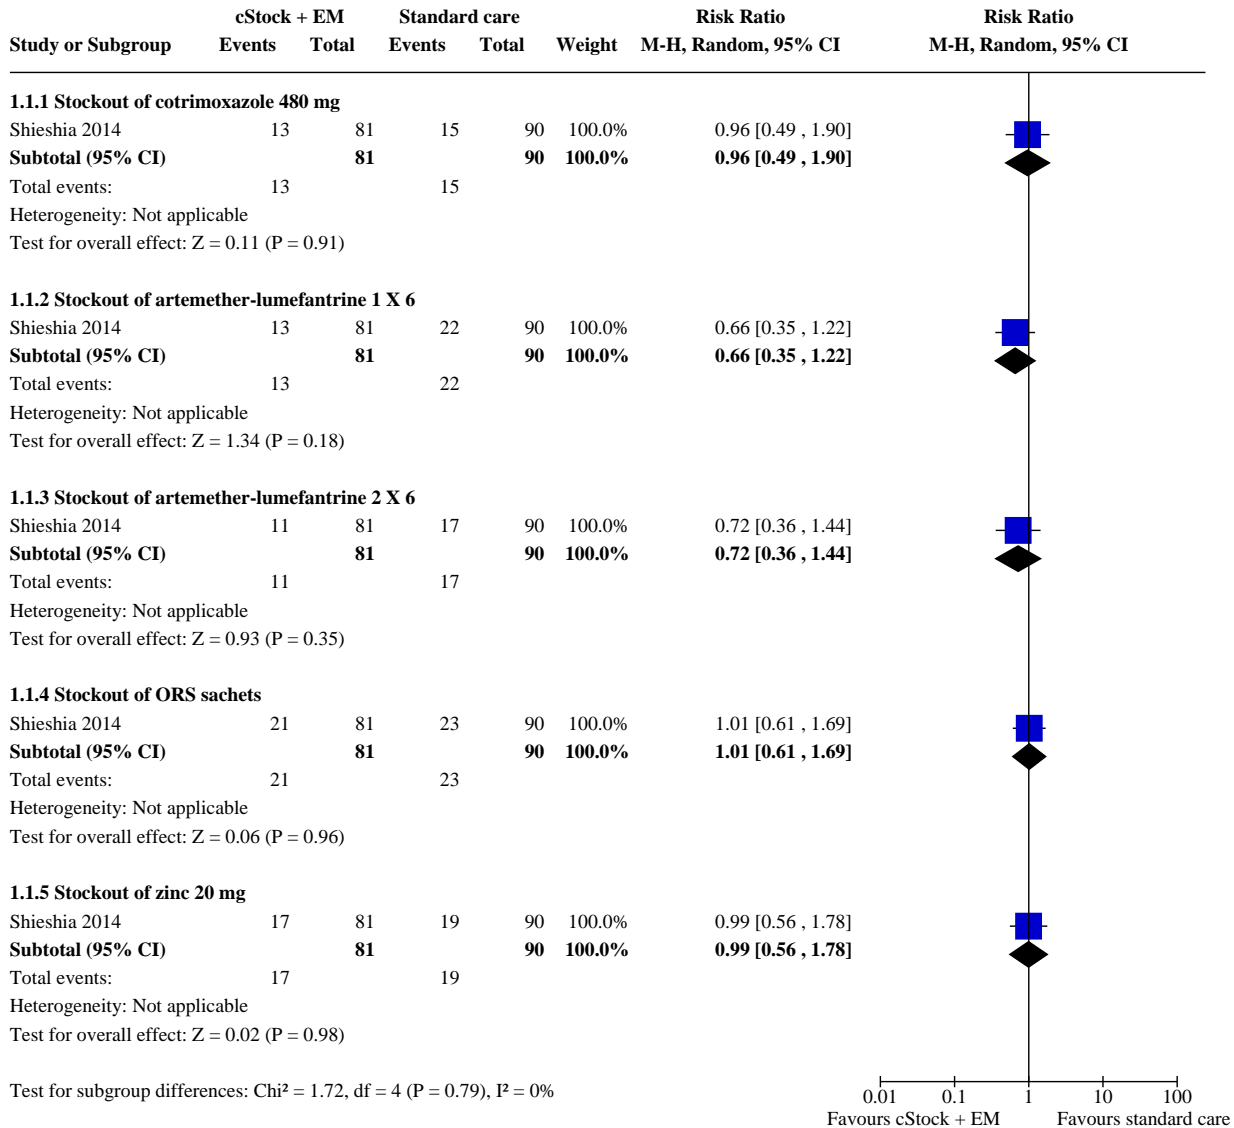 cStock + EM Standard care Risk Ratio Risk Ratio
Study or Subgroup Events Total Events Total Weight M-H, Random, 95% CI M-H, Random, 95% CI
1.1.1 Stockout of cotrimoxazole 480 mg
Shieshia 2014 13 81 15 90 100.0% 0.96 [0.49 , 1.90]
Subtotal (95% CI) 81 90 100.0% 0.96 [0.49 , 1.90]
Total events: 13 15
Heterogeneity: Not applicable
Test for overall effect: Z = 0.11 (P = 0.91)
1.1.2 Stockout of artemether-lumefantrine 1 X 6
Shieshia 2014 13 81 22 90 100.0% 0.66 [0.35 , 1.22]
Subtotal (95% CI) 81 90 100.0% 0.66 [0.35 , 1.22]
Total events: 13 22
Heterogeneity: Not applicable
Test for overall effect: Z = 1.34 (P = 0.18)
1.1.3 Stockout of artemether-lumefantrine 2 X 6
Shieshia 2014 11 81 17 90 100.0% 0.72 [0.36 , 1.44]
Subtotal (95% CI) 81 90 100.0% 0.72 [0.36 , 1.44]
Total events: 11 17
Heterogeneity: Not applicable
Test for overall effect: Z = 0.93 (P = 0.35)
1.1.4 Stockout of ORS sachets
Shieshia 2014 21 81 23 90 100.0% 1.01 [0.61 , 1.69]
Subtotal (95% CI) 81 90 100.0% 1.01 [0.61 , 1.69]
Total events: 21 23
Heterogeneity: Not applicable
Test for overall effect: Z = 0.06 (P = 0.96)
1.1.5 Stockout of zinc 20 mg
Shieshia 2014 17 81 19 90 100.0% 0.99 [0.56 , 1.78]
Subtotal (95% CI) 81 90 100.0% 0.99 [0.56 , 1.78]
Total events: 17 19
Heterogeneity: Not applicable
Test for overall effect: Z = 0.02 (P = 0.98)
Test for subgroup differences: Chi² = 1.72, df = 4 (P = 0.79), I² = 0%
0.01 0.1 1 10 100
Favours cStock + EM Favours standard care